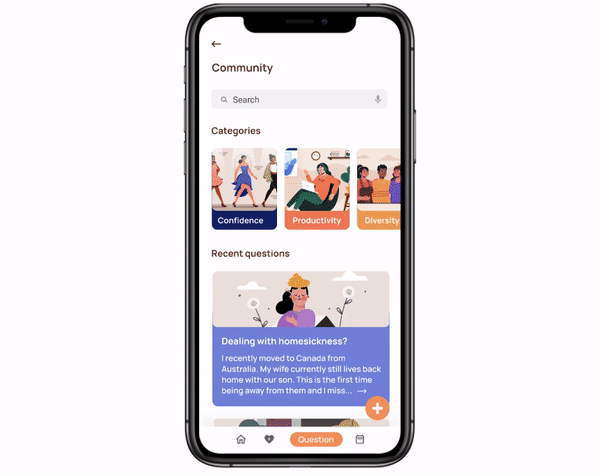 Community
Search
Categories
Confidence
Productivity
Diversity
Recent questions
Dealing with homesickness?
I recently moved to Canada from
Australia. My wife currently still lives back
home with our son. This is the first time
being away from them and I miss...
Question